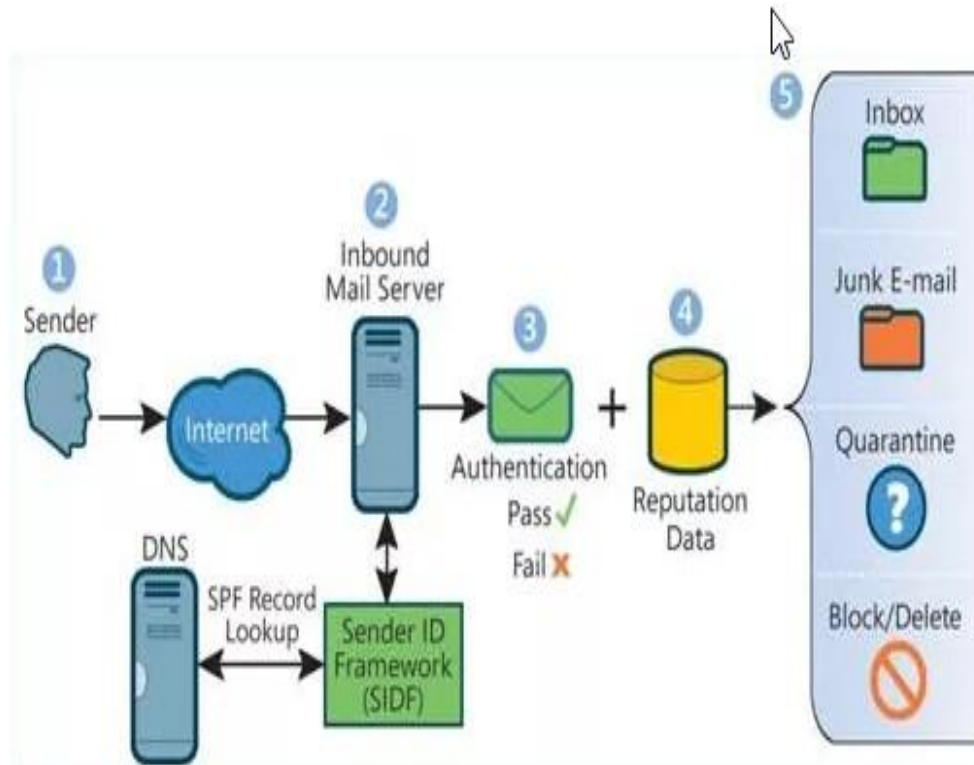 1
Sender
Internet
2
Inbound
Mail Server
3
Authentication
Pass ✓
Fail ✗
4
Reputation
Data
DNS
SPF Record
Lookup
Sender ID
Framework
(SIDF)
5
Inbox
Junk E-mail
Quarantine
?
Block/Delete